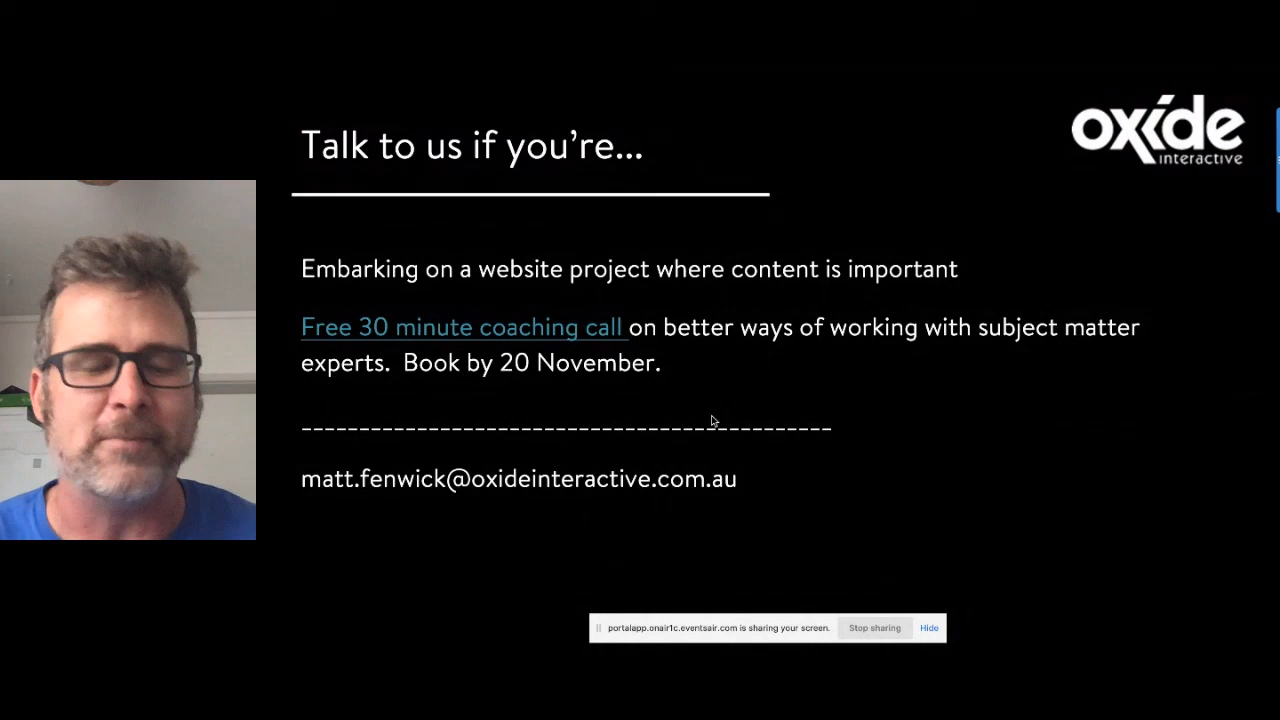 oxide
interactive
Talk to us if you're...
Embarking on a website project where content is important
Free 30 minute coaching call on better ways of working with subject matter
experts.  Book by 20 November.
______________________________________________
matt.fenwick@oxideinteractive.com.au
portalapp.onair1c.eventsair.com is sharing your screen. Stop sharing Hide